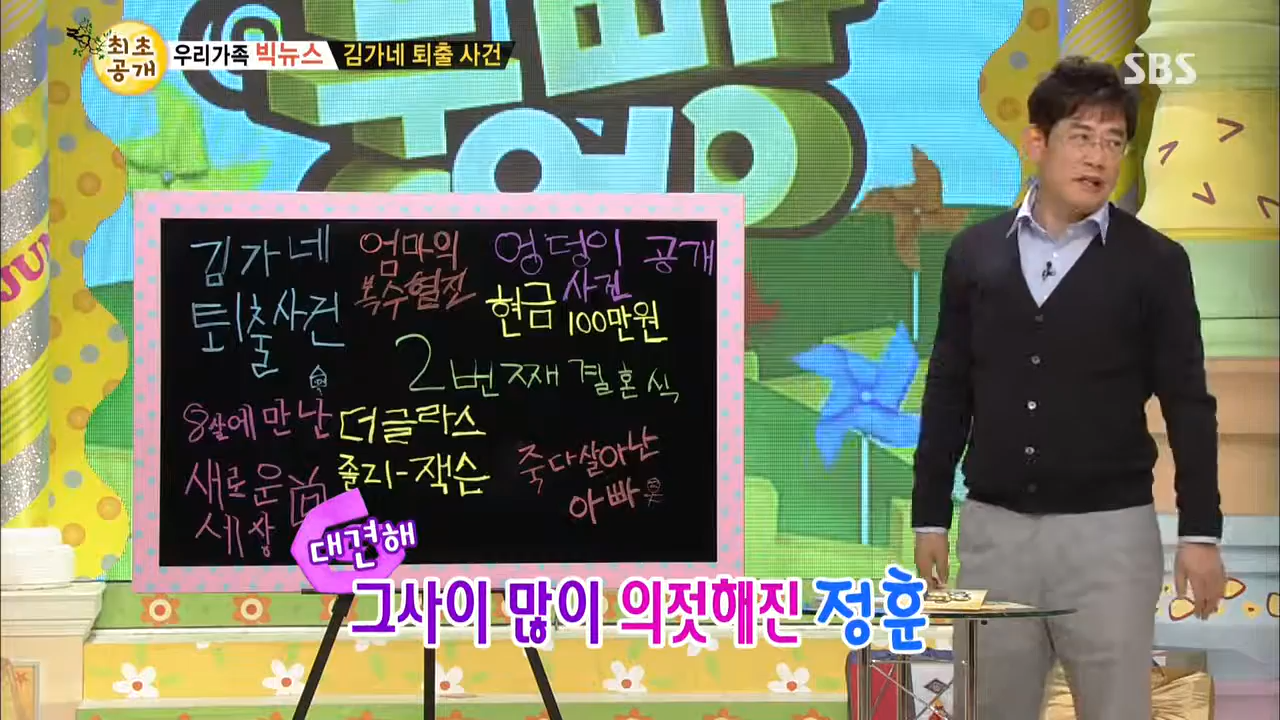 최초
공개
우리가족 빅뉴스 김가네 퇴출 사건
SBS
김가네
퇴출사건
엄마의
복수혈전
엉덩이 공개
사건
현금 100만원
2번째 결혼식
8살에 만난
새로운
세상
더글라스
졸리-잭슨
죽다살아난
아빠
대견해
그사이 많이 의젓해진 정훈